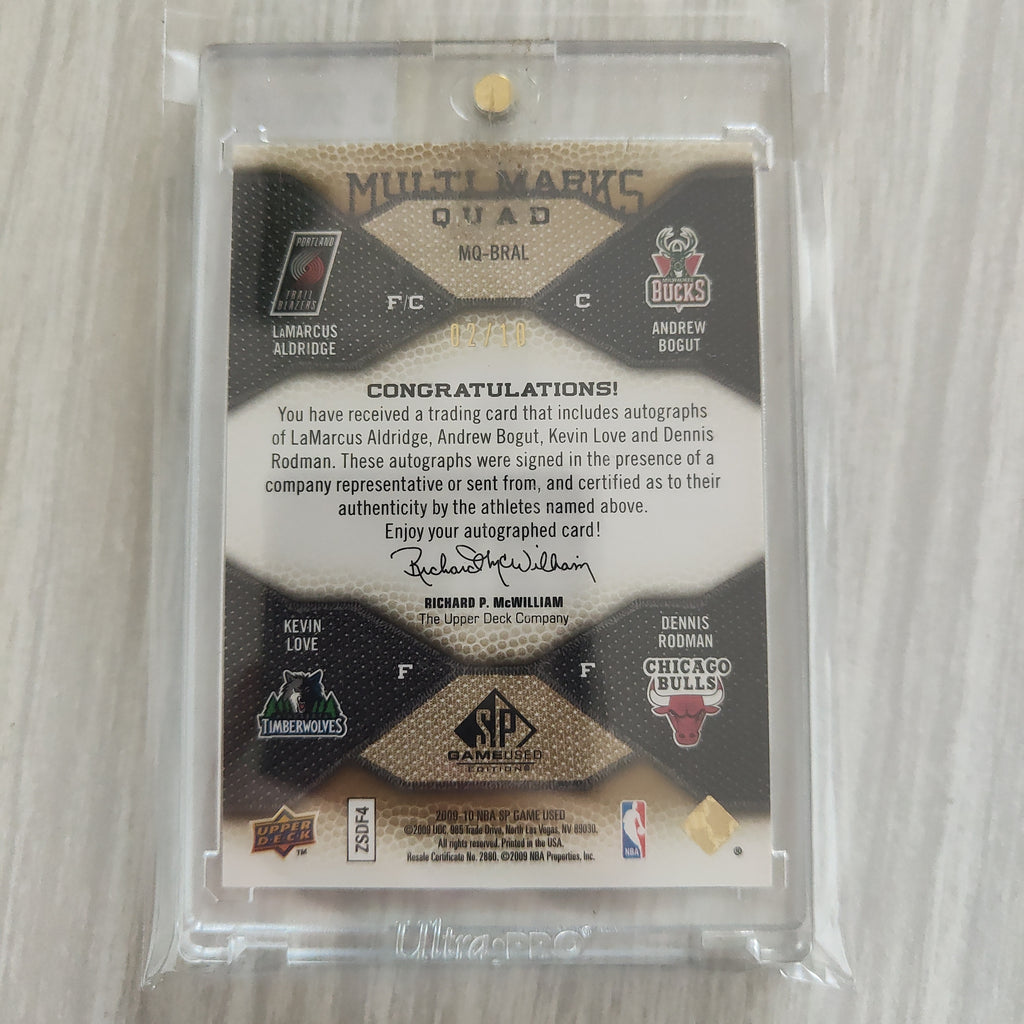 MULTI MARKS
QUAD
MQ-BRAL
PORTLAND
TRAIL
BLAZERS
F/C
LaMARCUS
ALDRIDGE
C
MILWAUKEE
BUCKS
ANDREW
BOGUT
02/10
CONGRATULATIONS!
You have received a trading card that includes autographs
of LaMarcus Aldridge, Andrew Bogut, Kevin Love and Dennis
Rodman. These autographs were signed in the presence of a
company representative or sent from, and certified as to their
authenticity by the athletes named above.
Enjoy your autographed card!
Richard McWilliam
RICHARD P. McWILLIAM
The Upper Deck Company
KEVIN
LOVE
F
TIMBERWOLVES
DENNIS
RODMAN
F
CHICAGO
BULLS
SP
GAME USED
EDITION®
UPPER
DECK
TM
ZSDF4
2009-10 NBA SP GAME USED
©2009 UDC, 985 Trade Drive, North Las Vegas, NV 89030.
All rights reserved. Printed in the USA.
Resale Certificate No. 2880. ©2009 NBA Properties, Inc.
NBA
®
Ultra·PRO